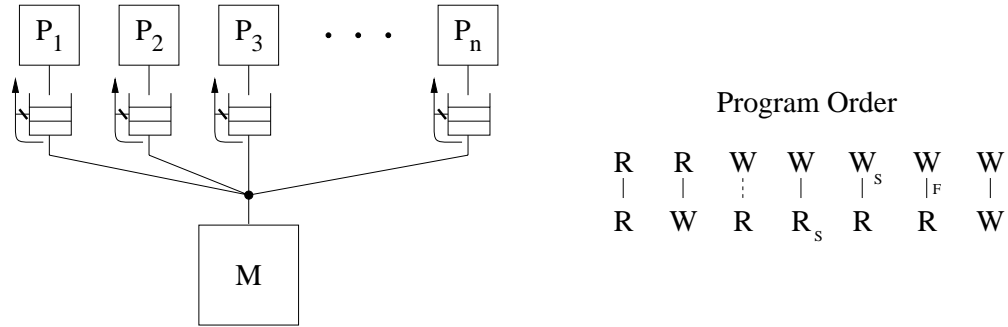 P1 P2 P3 . . . Pn
M
Program Order
R R W W Ws W W
F
R W R Rs R R W